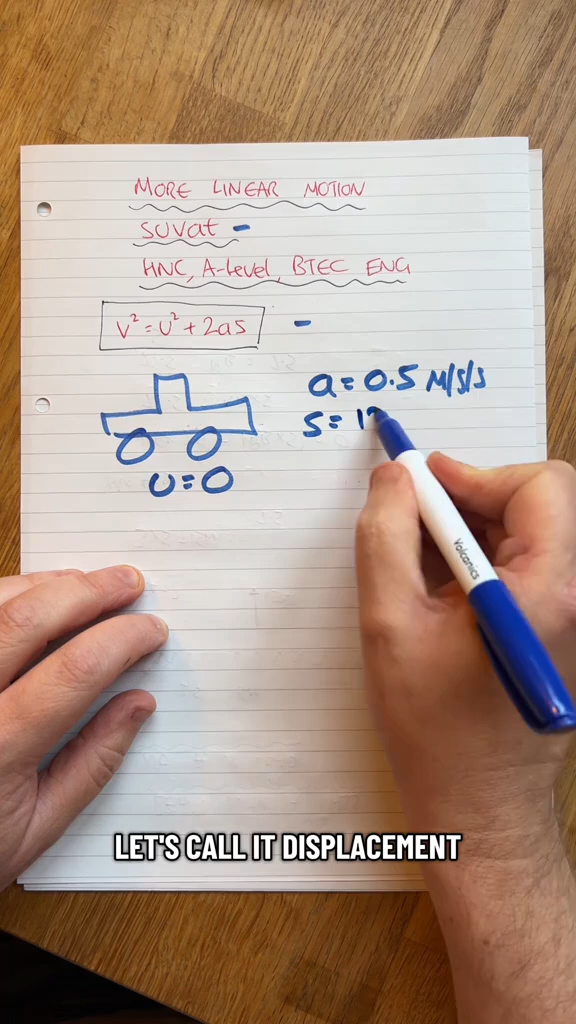 MORE LINEAR MOTION
SUVAT -
HNC, A-Level, BTEC ENG
V² = U² + 2as -
a = 0.5 M/s/s
s = 1
U = 0
Volcanics
LET'S CALL IT DISPLACEMENT